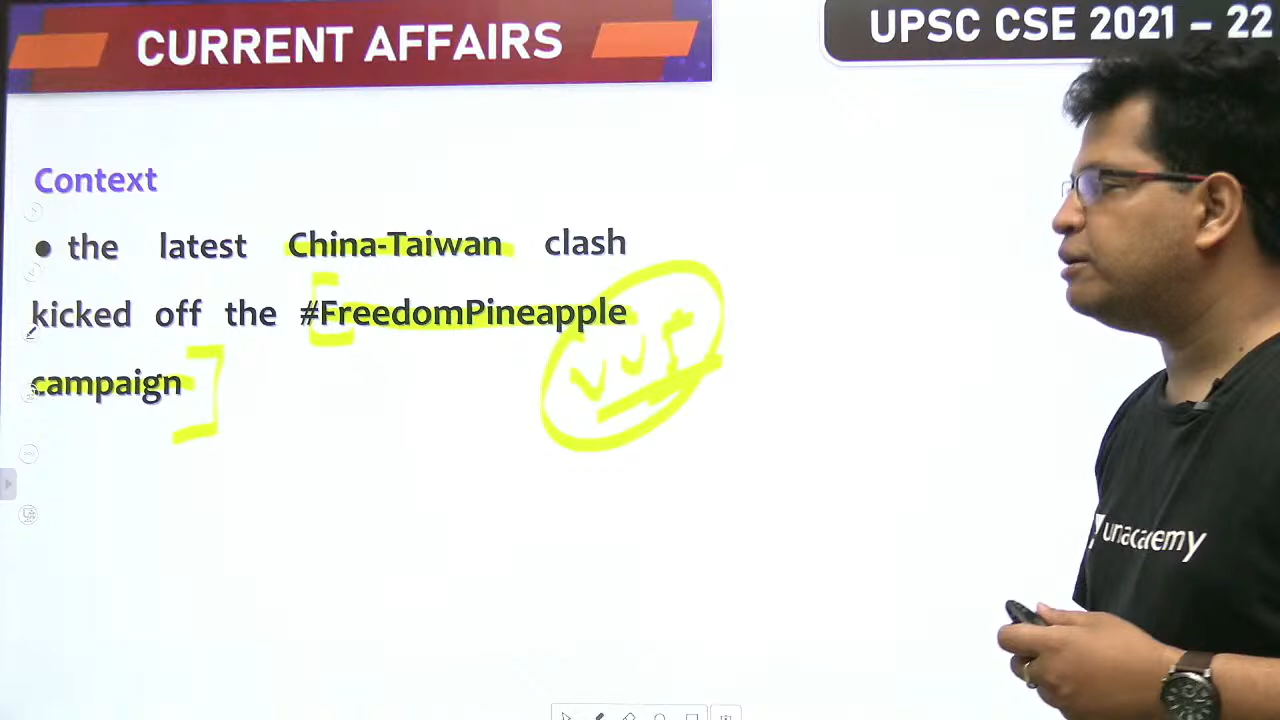 CURRENT AFFAIRS
UPSC CSE 2021 – 22
Context
• the latest China-Taiwan clash
kicked off the #FreedomPineapple
campaign
unacademy